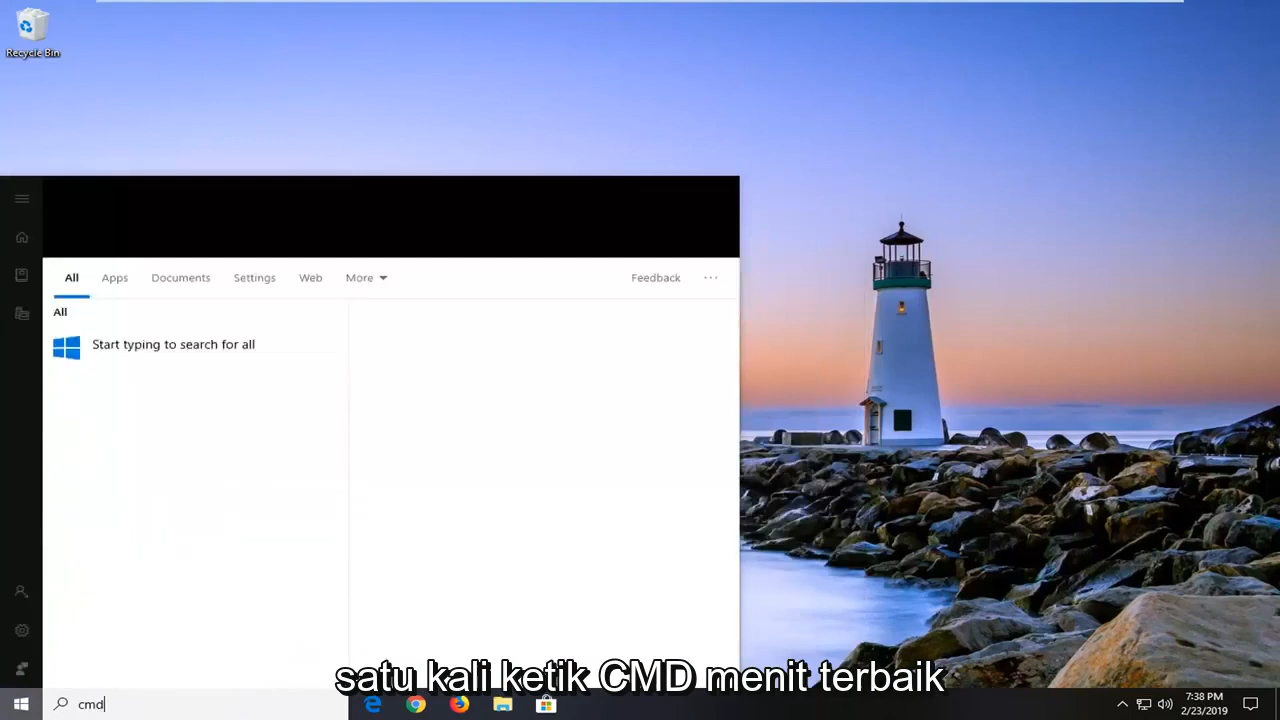 Recycle Bin
All Apps Documents Settings Web More Feedback ···
All
Start typing to search for all
satu kali ketik CMD menit terbaik
cmd
7:38 PM
2/23/2019